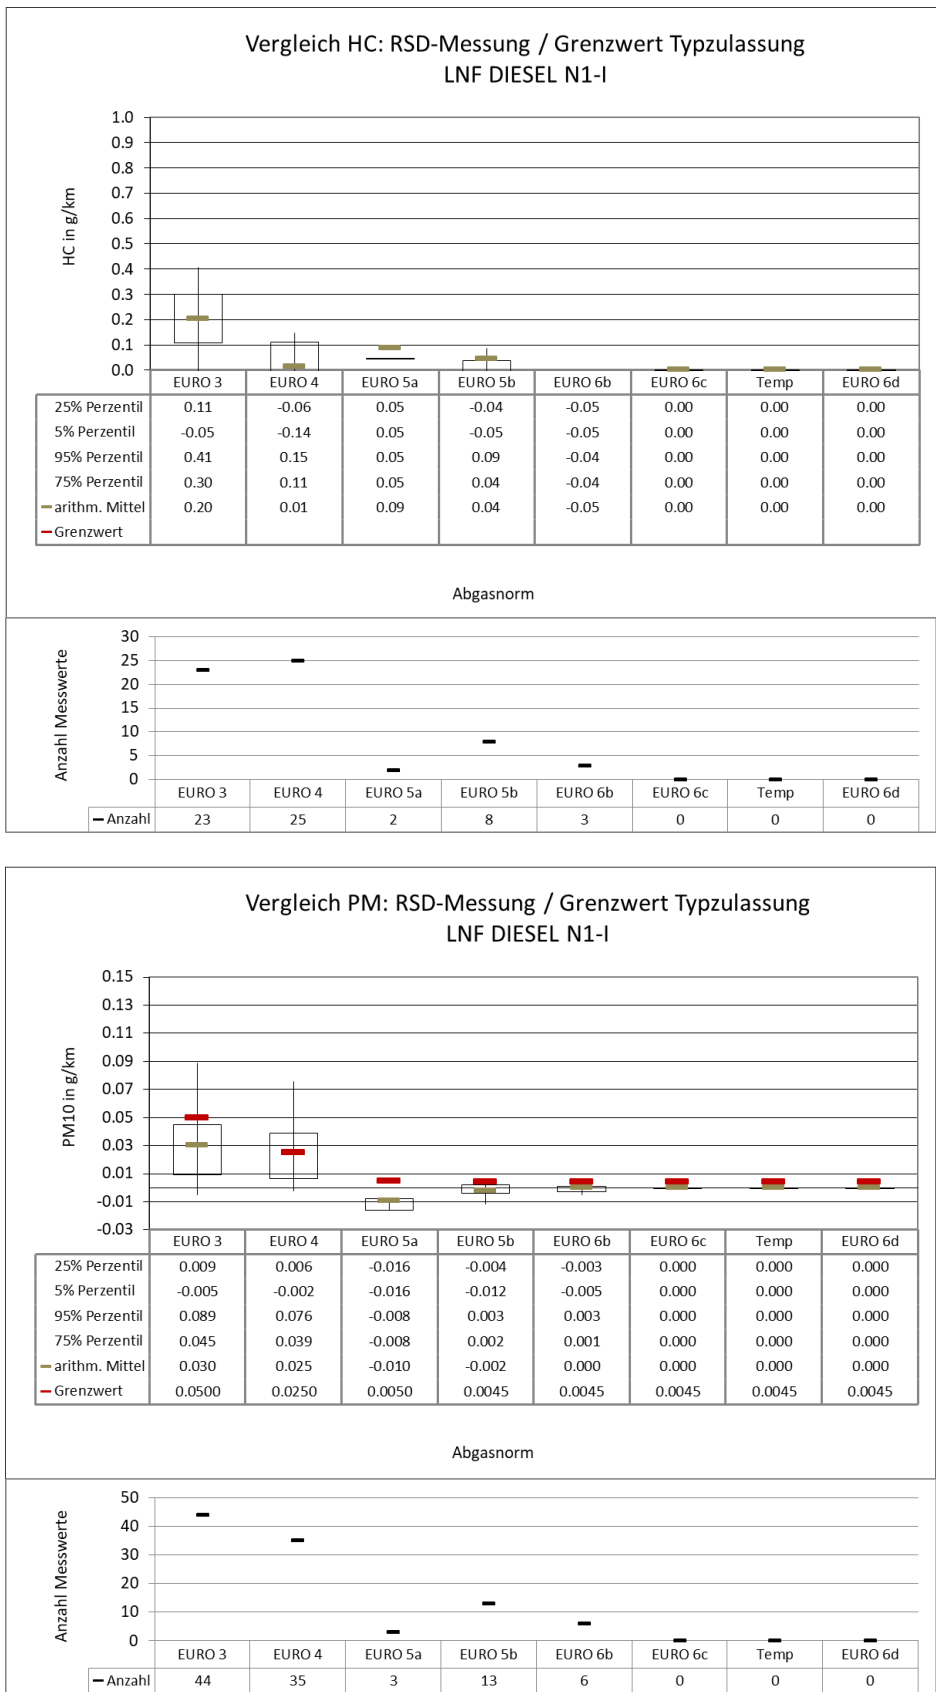 Vergleich HC: RSD-Messung / Grenzwert Typzulassung
LNF DIESEL N1-I
HC in g/km
1.0
0.9
0.8
0.7
0.6
0.5
0.4
0.3
0.2
0.1
0.0
EURO 3 EURO 4 EURO 5a EURO 5b EURO 6b EURO 6c Temp EURO 6d
25% Perzentil 0.11 -0.06 0.05 -0.04 -0.05 0.00 0.00 0.00
5% Perzentil -0.05 -0.14 0.05 -0.05 -0.05 0.00 0.00 0.00
95% Perzentil 0.41 0.15 0.05 0.09 -0.04 0.00 0.00 0.00
75% Perzentil 0.30 0.11 0.05 0.04 -0.04 0.00 0.00 0.00
arithm. Mittel 0.20 0.01 0.09 0.04 -0.05 0.00 0.00 0.00
Grenzwert
Abgasnorm
Anzahl Messwerte
30
25
20
15
10
5
0
EURO 3 EURO 4 EURO 5a EURO 5b EURO 6b EURO 6c Temp EURO 6d
Anzahl 23 25 2 8 3 0 0 0
Vergleich PM: RSD-Messung / Grenzwert Typzulassung
LNF DIESEL N1-I
PM10 in g/km
0.15
0.13
0.11
0.09
0.07
0.05
0.03
0.01
-0.01
-0.03
EURO 3 EURO 4 EURO 5a EURO 5b EURO 6b EURO 6c Temp EURO 6d
25% Perzentil 0.009 0.006 -0.016 -0.004 -0.003 0.000 0.000 0.000
5% Perzentil -0.005 -0.002 -0.016 -0.012 -0.005 0.000 0.000 0.000
95% Perzentil 0.089 0.076 -0.008 0.003 0.003 0.000 0.000 0.000
75% Perzentil 0.045 0.039 -0.008 0.002 0.001 0.000 0.000 0.000
arithm. Mittel 0.030 0.025 -0.010 -0.002 0.000 0.000 0.000 0.000
Grenzwert 0.0500 0.0250 0.0050 0.0045 0.0045 0.0045 0.0045 0.0045
Abgasnorm
Anzahl Messwerte
50
40
30
20
10
0
EURO 3 EURO 4 EURO 5a EURO 5b EURO 6b EURO 6c Temp EURO 6d
Anzahl 44 35 3 13 6 0 0 0